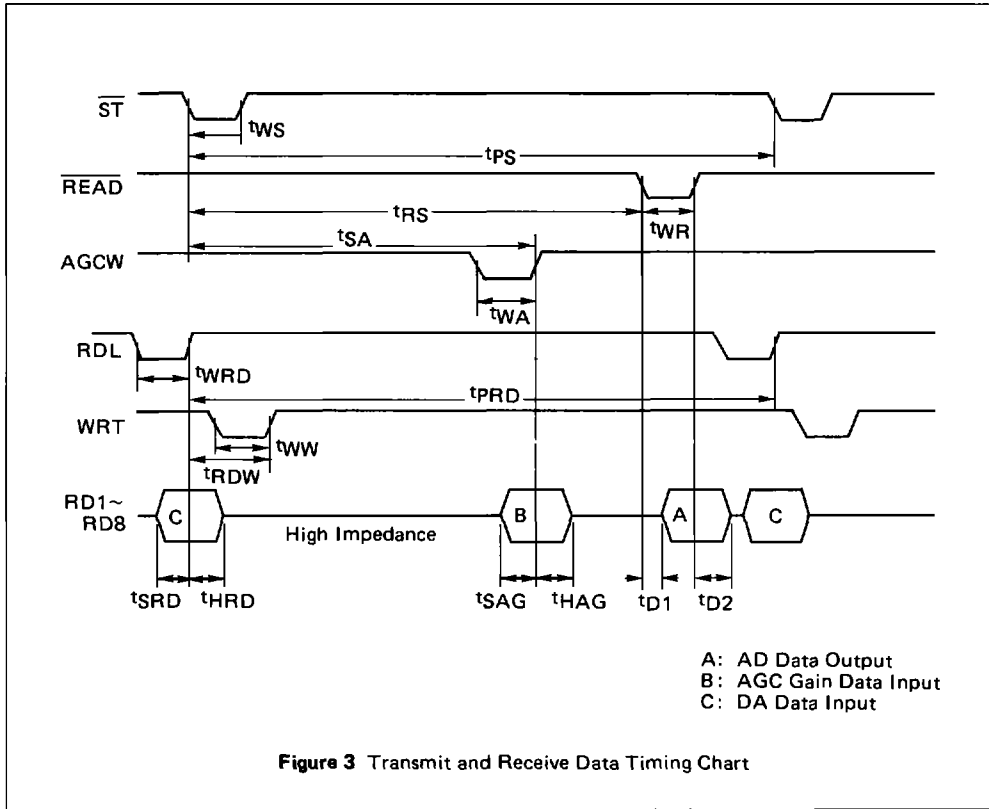 ST
tWS
tPS
READ
tRS
tWR
tSA
AGCW
tWA
RDL
tWRD
tPRD
WRT
tWW
tRDW
RD1~
RD8
C
High Impedance
B
A
C
tSRD
tHRD
tSAG
tHAG
tD1
tD2
A: AD Data Output
B: AGC Gain Data Input
C: DA Data Input
Figure 3 Transmit and Receive Data Timing Chart